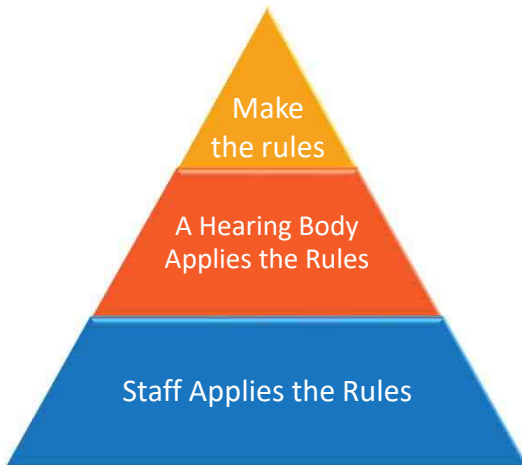 Make
the rules
A Hearing Body
Applies the Rules
Staff Applies the Rules